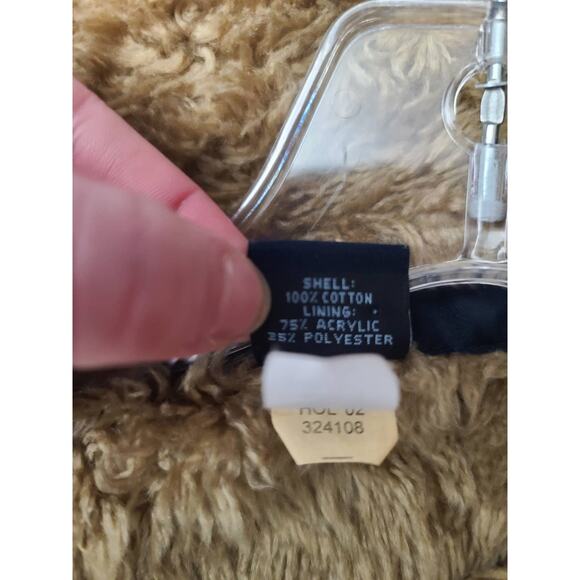 SHELL:
100% COTTON
LINING:
75% ACRYLIC
25% POLYESTER
324108